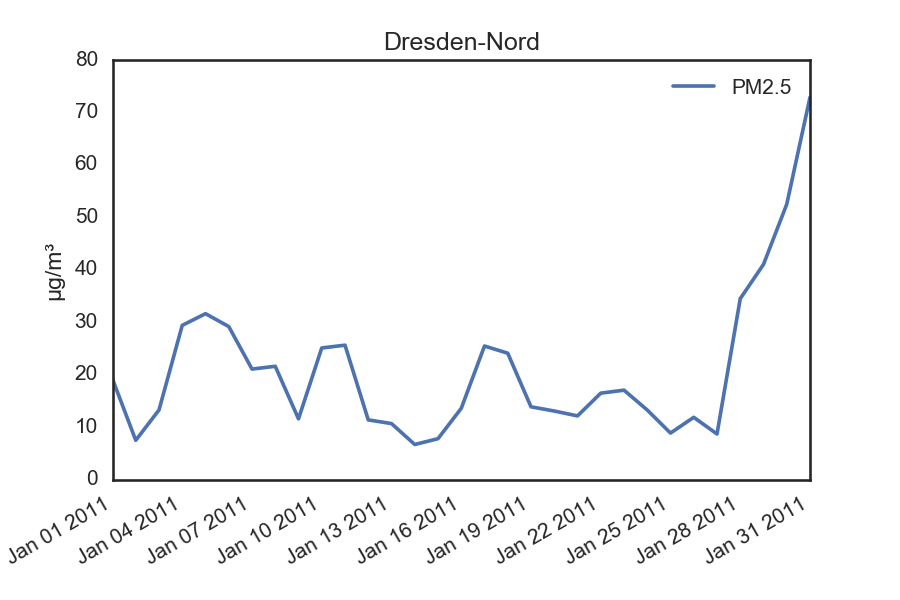 Dresden-Nord
80
70
60
50
40
30
20
10
0
µg/m³
PM2.5
Jan 01 2011
Jan 04 2011
Jan 07 2011
Jan 10 2011
Jan 13 2011
Jan 16 2011
Jan 19 2011
Jan 22 2011
Jan 25 2011
Jan 28 2011
Jan 31 2011